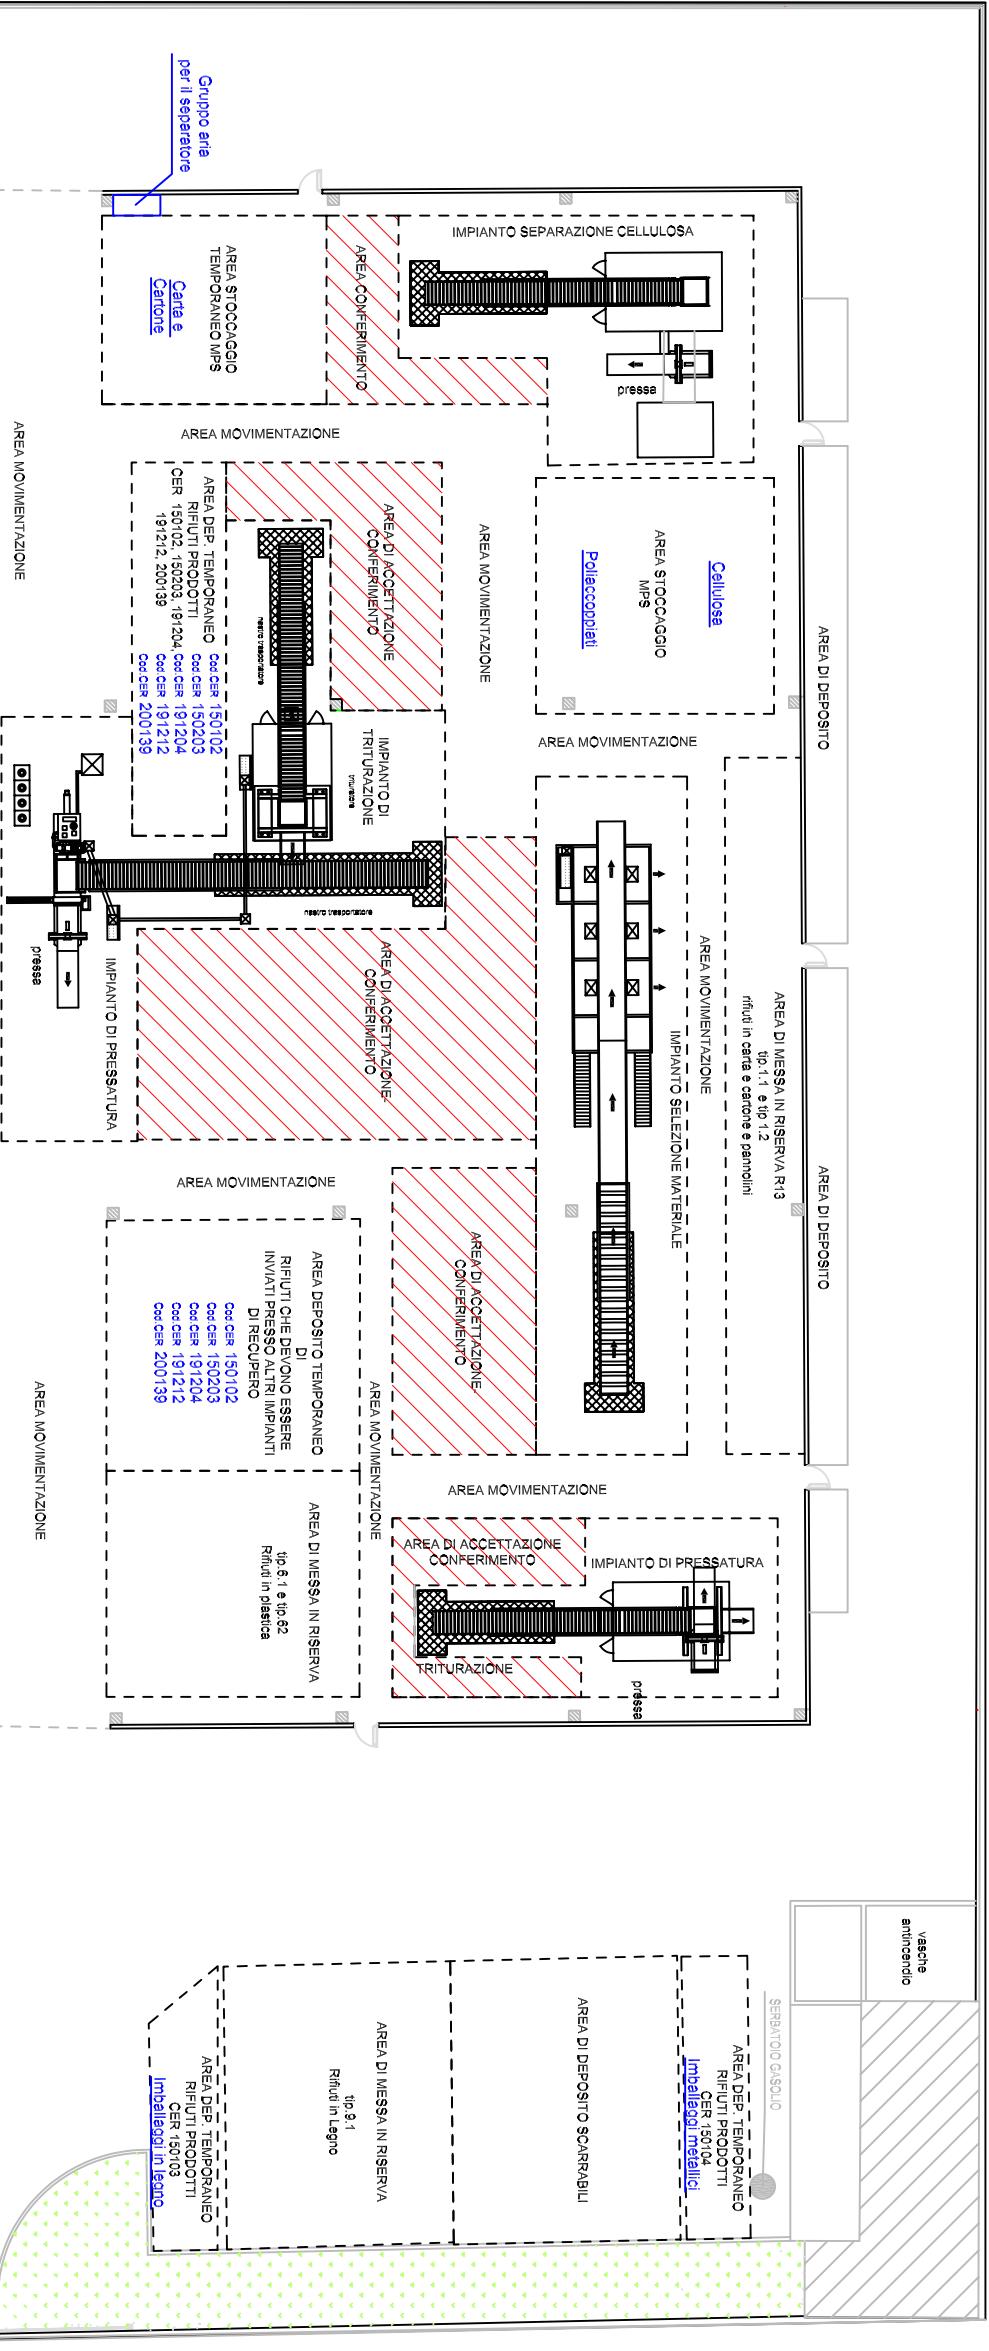 Gruppo aria
per il separatore
IMPIANTO SEPARAZIONE CELLULOSA
AREA CONFERIMENTO
AREA STOCCAGGIO
TEMPORANEO MPS
Carta e
Cartone
pressa
AREA MOVIMENTAZIONE
AREA MOVIMENTAZIONE
AREA MOVIMENTAZIONE
AREA STOCCAGGIO
MPS
Cellulosa
Poliaccoppiati
AREA DI DEPOSITO
AREA DI ACCETTAZIONE
CONFERIMENTO
AREA DEP. TEMPORANEO
RIFIUTI PRODOTTI
CER 150102, 150203, 191204,
191212, 200139
Cod.CER 150102
Cod.CER 150203
Cod.CER 191204
Cod.CER 191212
Cod.CER 200139
nastro trasportatore
IMPIANTO DI
TRITURAZIONE
trituratore
AREA MOVIMENTAZIONE
nastro trasportatore
pressa
IMPIANTO DI PRESSATURA
AREA DI ACCETTAZIONE-
CONFERIMENTO
AREA MOVIMENTAZIONE
IMPIANTO SELEZIONE MATERIALE
AREA DI MESSA IN RISERVA R13
tip.1.1 e tip 1.2
rifiuti in carta e cartone e pannolini
AREA DI DEPOSITO
AREA MOVIMENTAZIONE
AREA DI ACCETTAZIONE
CONFERIMENTO
AREA DEPOSITO TEMPORANEO
DI
RIFIUTI CHE DEVONO ESSERE
INVIATI PRESSO ALTRI IMPIANTI
DI RECUPERO
Cod.CER 150102
Cod.CER 150203
Cod.CER 191204
Cod.CER 191212
Cod.CER 200139
AREA MOVIMENTAZIONE
AREA MOVIMENTAZIONE
AREA MOVIMENTAZIONE
AREA DI MESSA IN RISERVA
tip.6.1 e tip.62
Rifiuti in plastica
AREA DI ACCETTAZIONE
CONFERIMENTO
IMPIANTO DI PRESSATURA
TRITURAZIONE
pressa
vasche
antincendio
SERBATOIO GASOLIO
AREA DEP. TEMPORANEO
RIFIUTI PRODOTTI
CER 150104
Imballaggi metallici
AREA DI DEPOSITO SCARRABILI
AREA DI MESSA IN RISERVA
tip.9.1
Rifiuti in Legno
AREA DEP. TEMPORANEO
RIFIUTI PRODOTTI
CER 150103
Imballaggi in legno